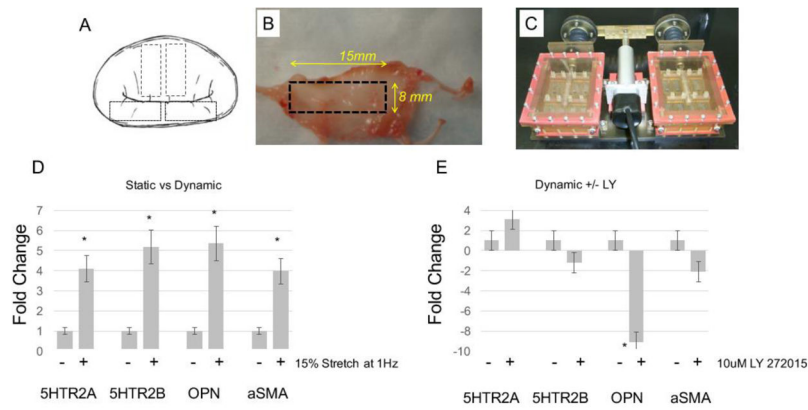 A
B
C
15mm
8 mm
D
Static vs Dynamic
Fold Change
7
6
5
4
3
2
1
0
*
*
*
*
- + - + - + - +
15% Stretch at 1Hz
5HTR2A 5HTR2B OPN aSMA
E
Dynamic +/- LY
Fold Change
4
2
0
-2
-4
-6
-8
-10
*
- + - + - + - +
10uM LY 272015
5HTR2A 5HTR2B OPN aSMA